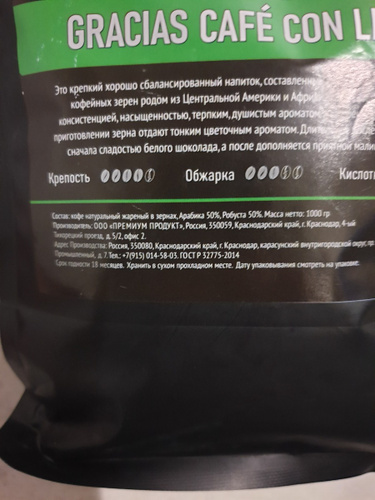 GRACIAS CAFÉ CON L
Это крепкий хорошо сбалансированный напиток, составленн
кофейных зерен родом из Центральной Америки и Афри
консистенцией, насыщенностью, терпким, душистым ароматом
приготовлении зерна отдают тонким цветочным ароматом.
сначала сладостью белого шоколада, а после дополняется приятной
Крепость Обжарка Кислот
Состав: кофе натуральный жареный в зернах, Арабика 50%, Робуста 50%. Масса нетто: 1000 гр
Производитель: ООО «ПРЕМИУМ ПРОДУКТ», Россия, 350059, Краснодарский край, г. Краснодар, 4-ый
Тихорецкий проезд, д. 5/2, офис 2.
Адрес Производства: Россия, 350080, Краснодарский край, г. Краснодар, карасунский внутригородской округ,
Промышленный, д. 7. Тел.: +7(915) 014-58-03. ГОСТ Р 32775-2014
Срок годности 18 месяцев. Хранить в сухом прохладном месте. Дату упаковывания смотреть на упаковке.